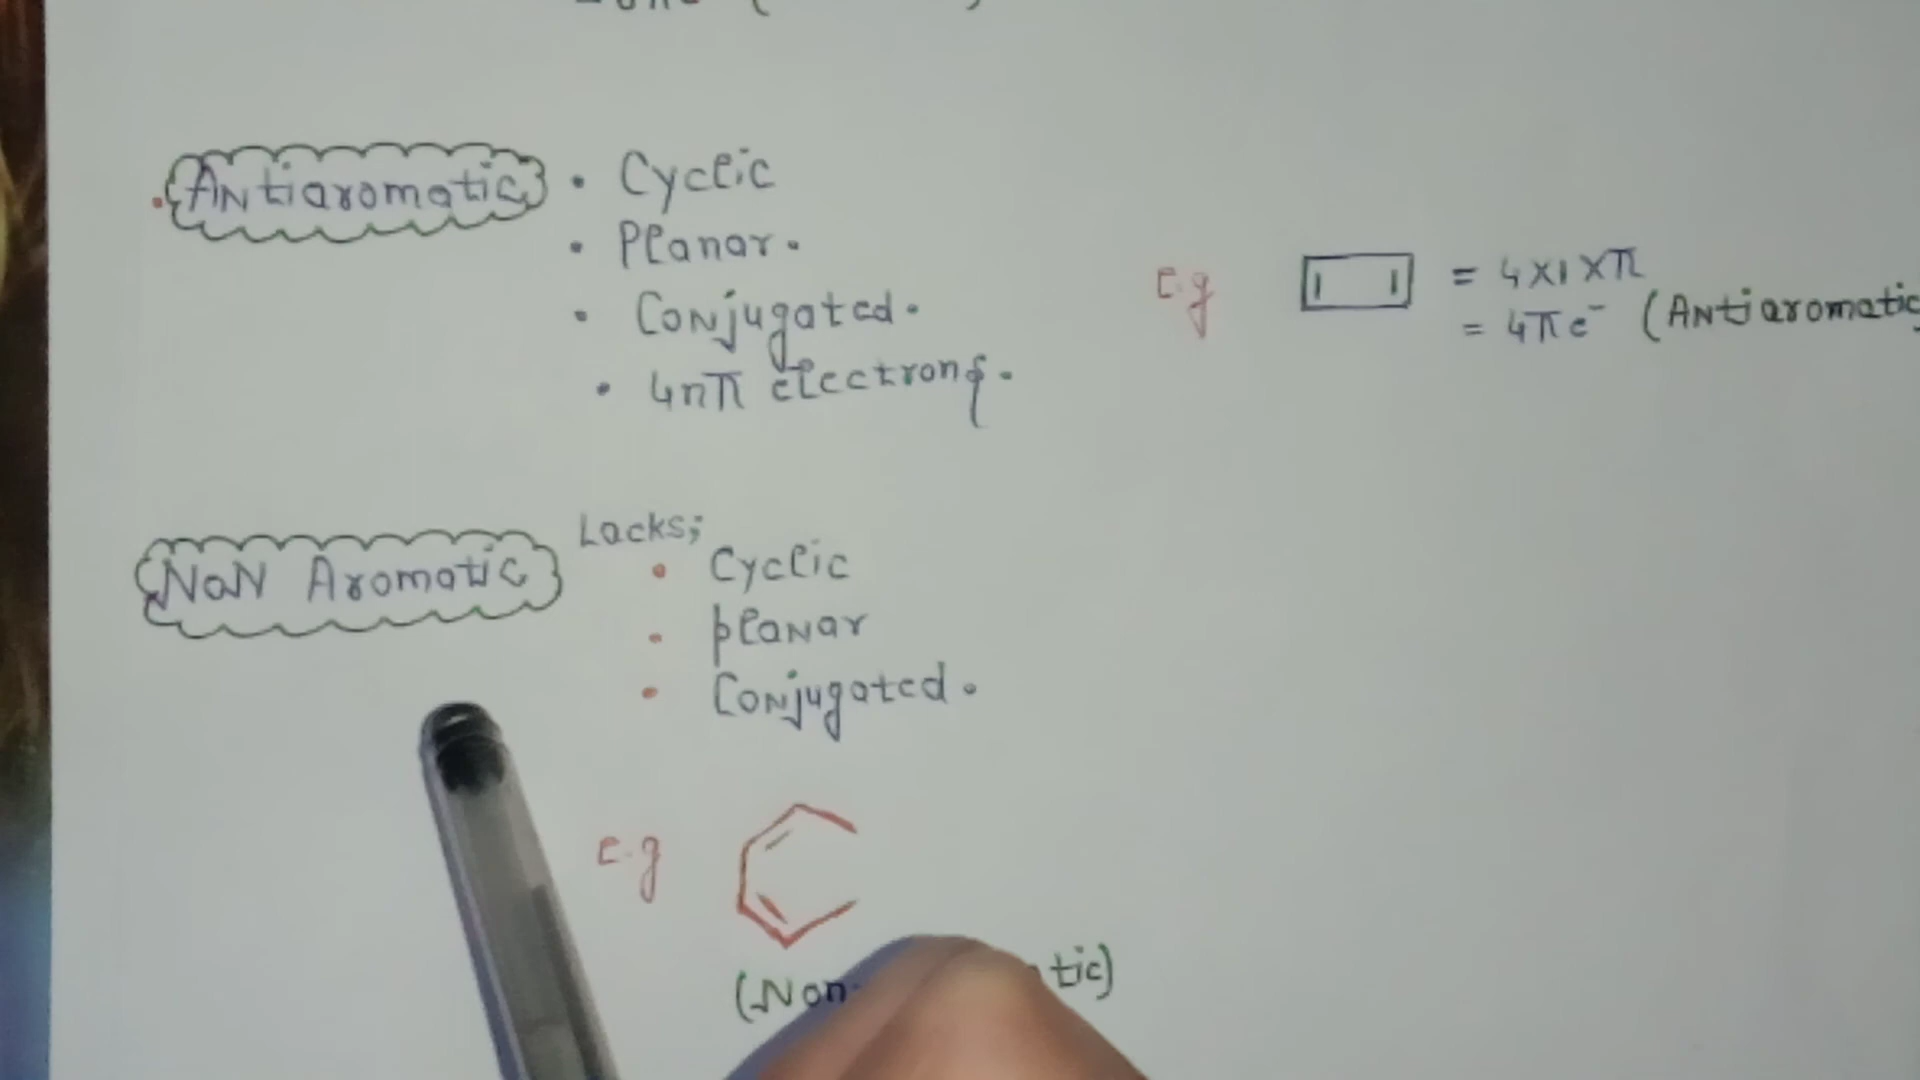 Antiaromatic
• Cyclic
• Planar.
• Conjugated.
• 4nπ electrons.
E.g
= 4×1×π
= 4πe⁻ (Antiaromatic
Non Aromatic
Lacks;
• Cyclic
• planar
• Conjugated.
E.g
(Non- tic)